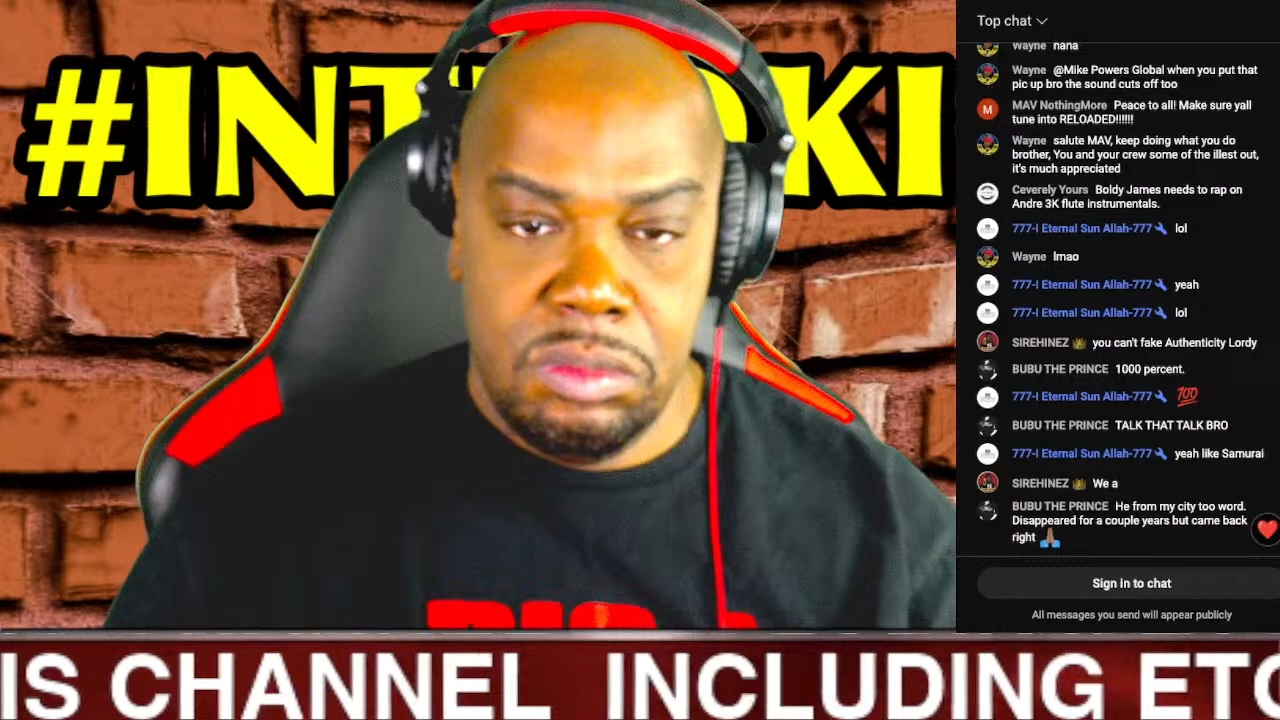 #INT
KI
Top chat
Wayne nana
Wayne @Mike Powers Global when you put that
pic up bro the sound cuts off too
M
MAV NothingMore Peace to all! Make sure yall
tune into RELOADED!!!!!!
Wayne salute MAV, keep doing what you do
brother, You and your crew some of the illest out,
it's much appreciated
Ceverely Yours Boldy James needs to rap on
Andre 3K flute instrumentals.
777-I Eternal Sun Allah-777 lol
Wayne lmao
777-I Eternal Sun Allah-777 yeah
777-I Eternal Sun Allah-777 lol
SIREHINEZ you can't fake Authenticity Lordy
BUBU THE PRINCE 1000 percent.
777-I Eternal Sun Allah-777 💯
BUBU THE PRINCE TALK THAT TALK BRO
777-I Eternal Sun Allah-777 yeah like Samurai
SIREHINEZ We a
BUBU THE PRINCE He from my city too word.
Disappeared for a couple years but came back
right
Sign in to chat
All messages you send will appear publicly
IS CHANNEL INCLUDING ETC